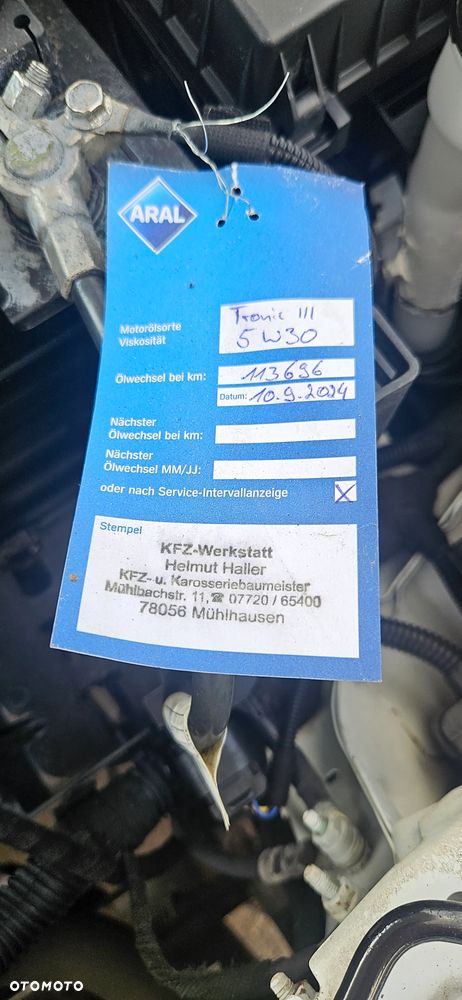 ARAL
Motorölsorte
Viskosität
Tronic III
5W30
Ölwechsel bei km:
113696
Datum: 10.9.2024
Nächster
Ölwechsel bei km:
Nächster
Ölwechsel MM/JJ:
oder nach Service-Intervallanzeige X
Stempel
KFZ-Werkstatt
Helmut Haller
KFZ- u. Karosseriebaumeister
Mühlbachstr. 11, ☎ 07720 / 65400
78056 Mühlhausen
OTOMOTO